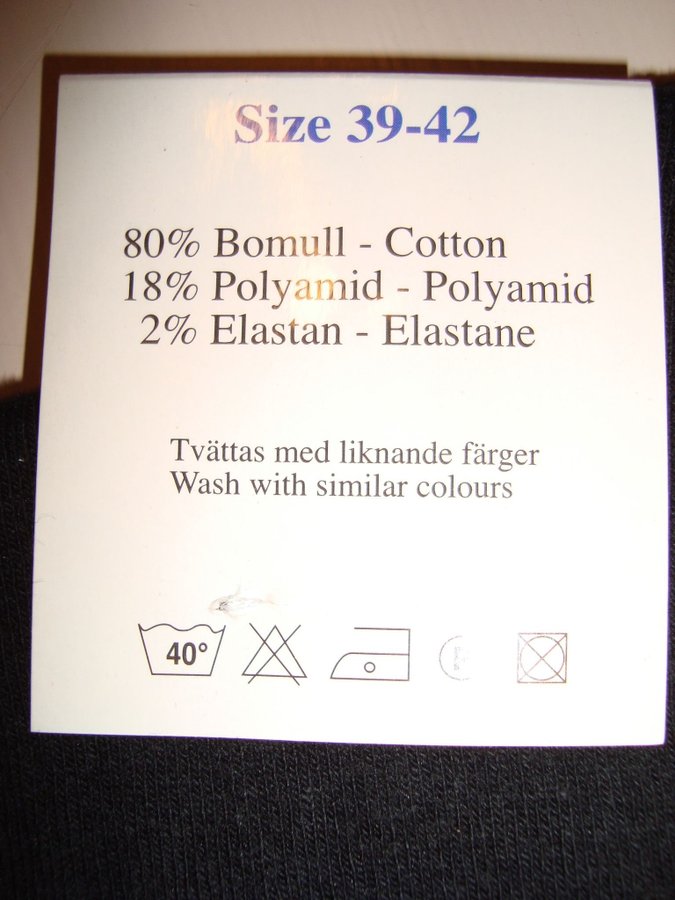 Size 39-42
80% Bomull - Cotton
18% Polyamid - Polyamid
2% Elastan - Elastane
Tvättas med liknande färger
Wash with similar colours
40°